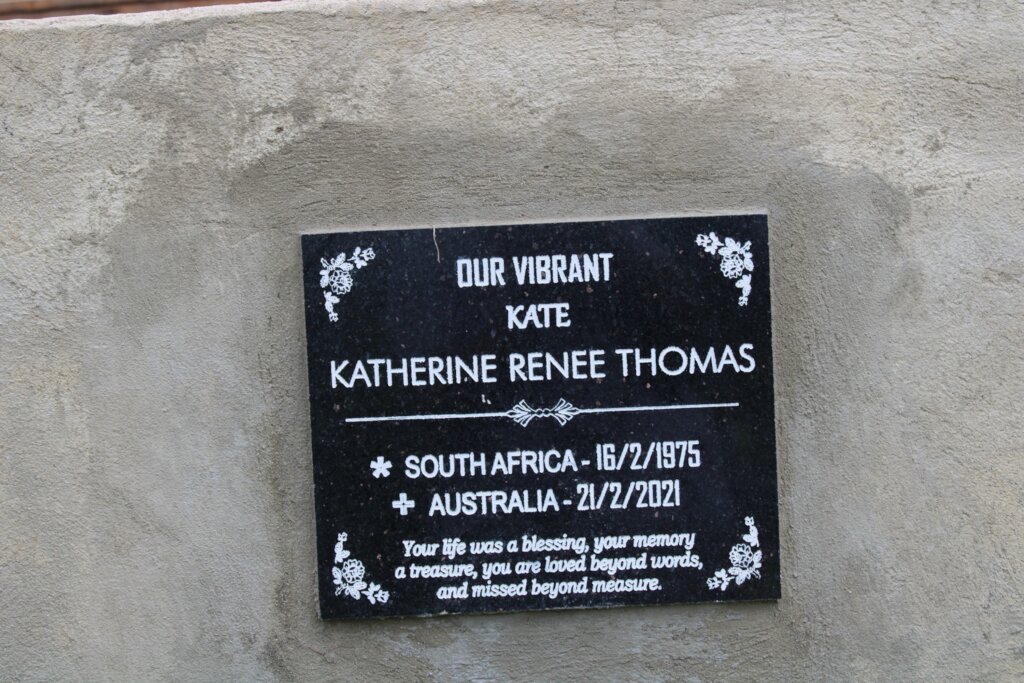 OUR VIBRANT
KATE
KATHERINE RENEE THOMAS
* SOUTH AFRICA - 16/2/1975
+ AUSTRALIA - 21/2/2021
Your life was a blessing, your memory
a treasure, you are loved beyond words,
and missed beyond measure.